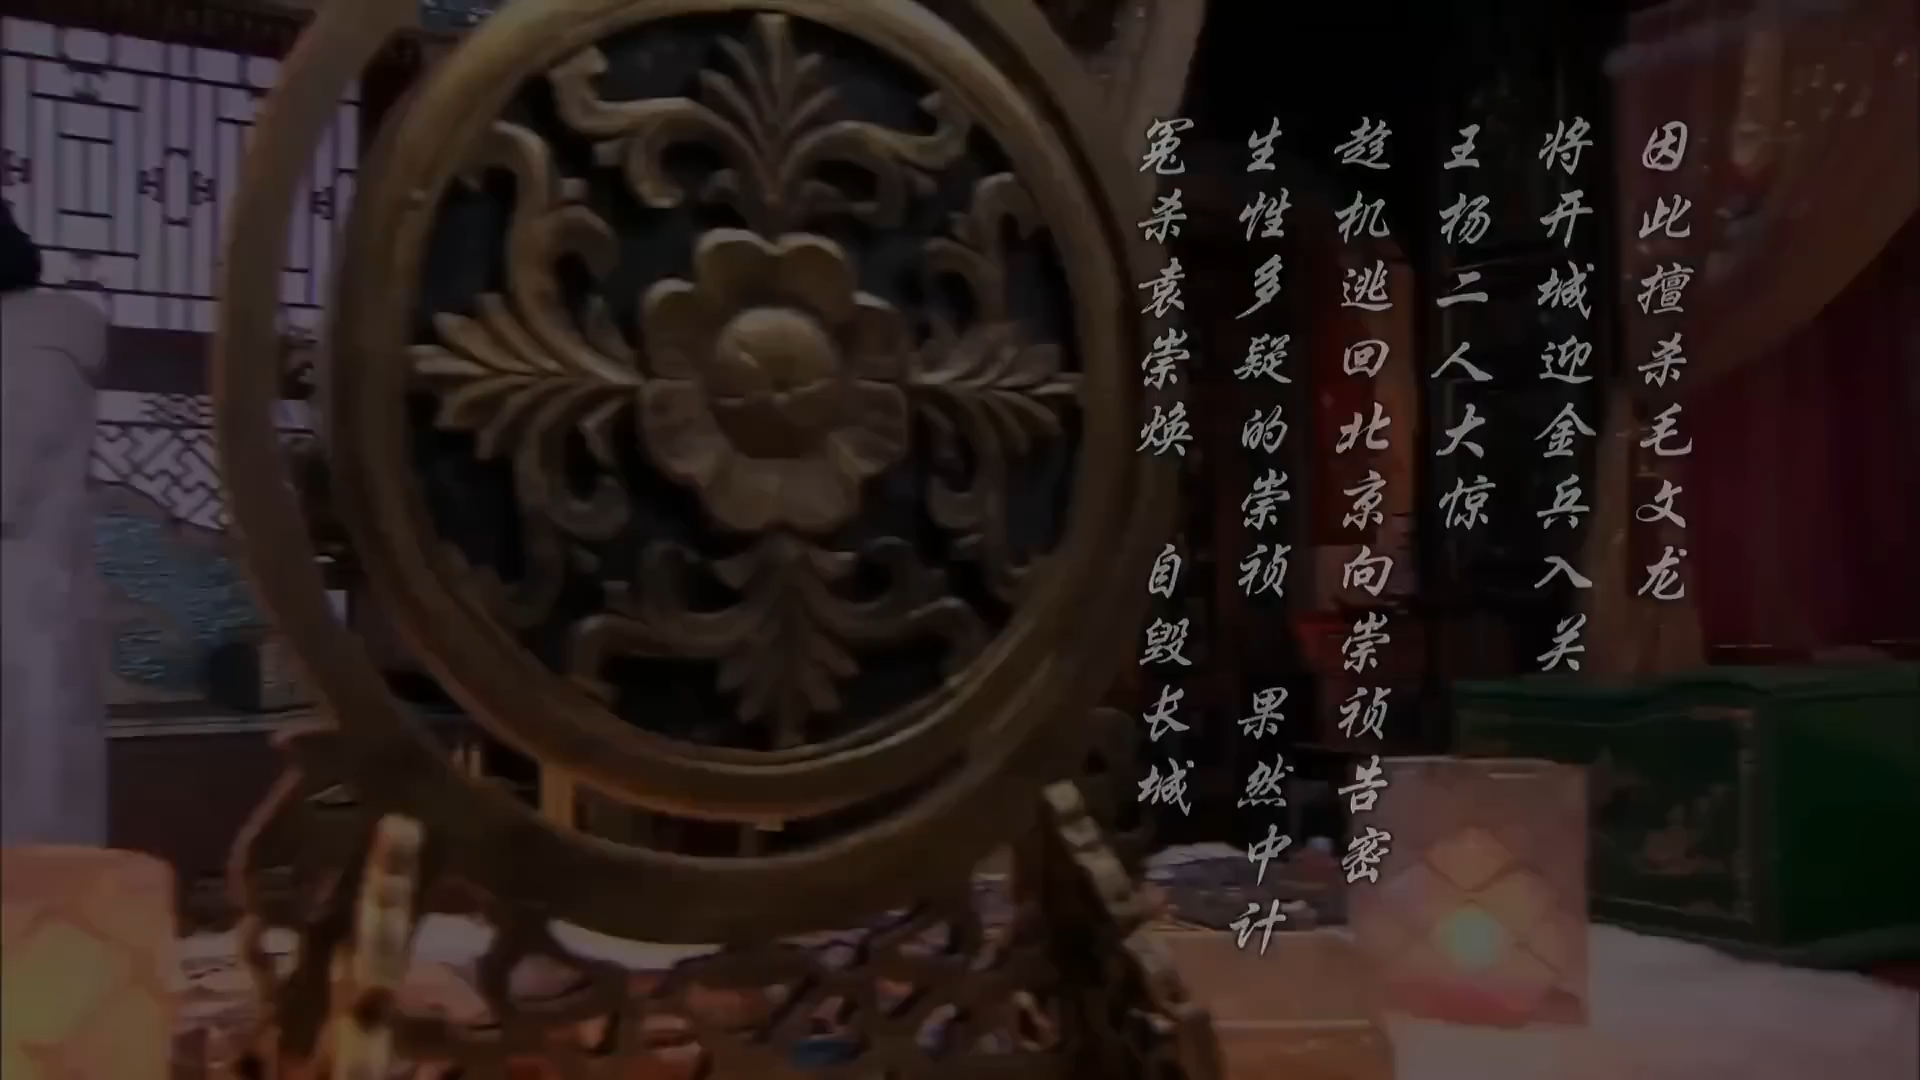 因此擅杀毛文龙
将开城迎金兵入关
王杨二人大惊
趁机逃回北京向崇祯告密
生性多疑的崇祯 果然中计
冤杀袁崇焕 自毁长城